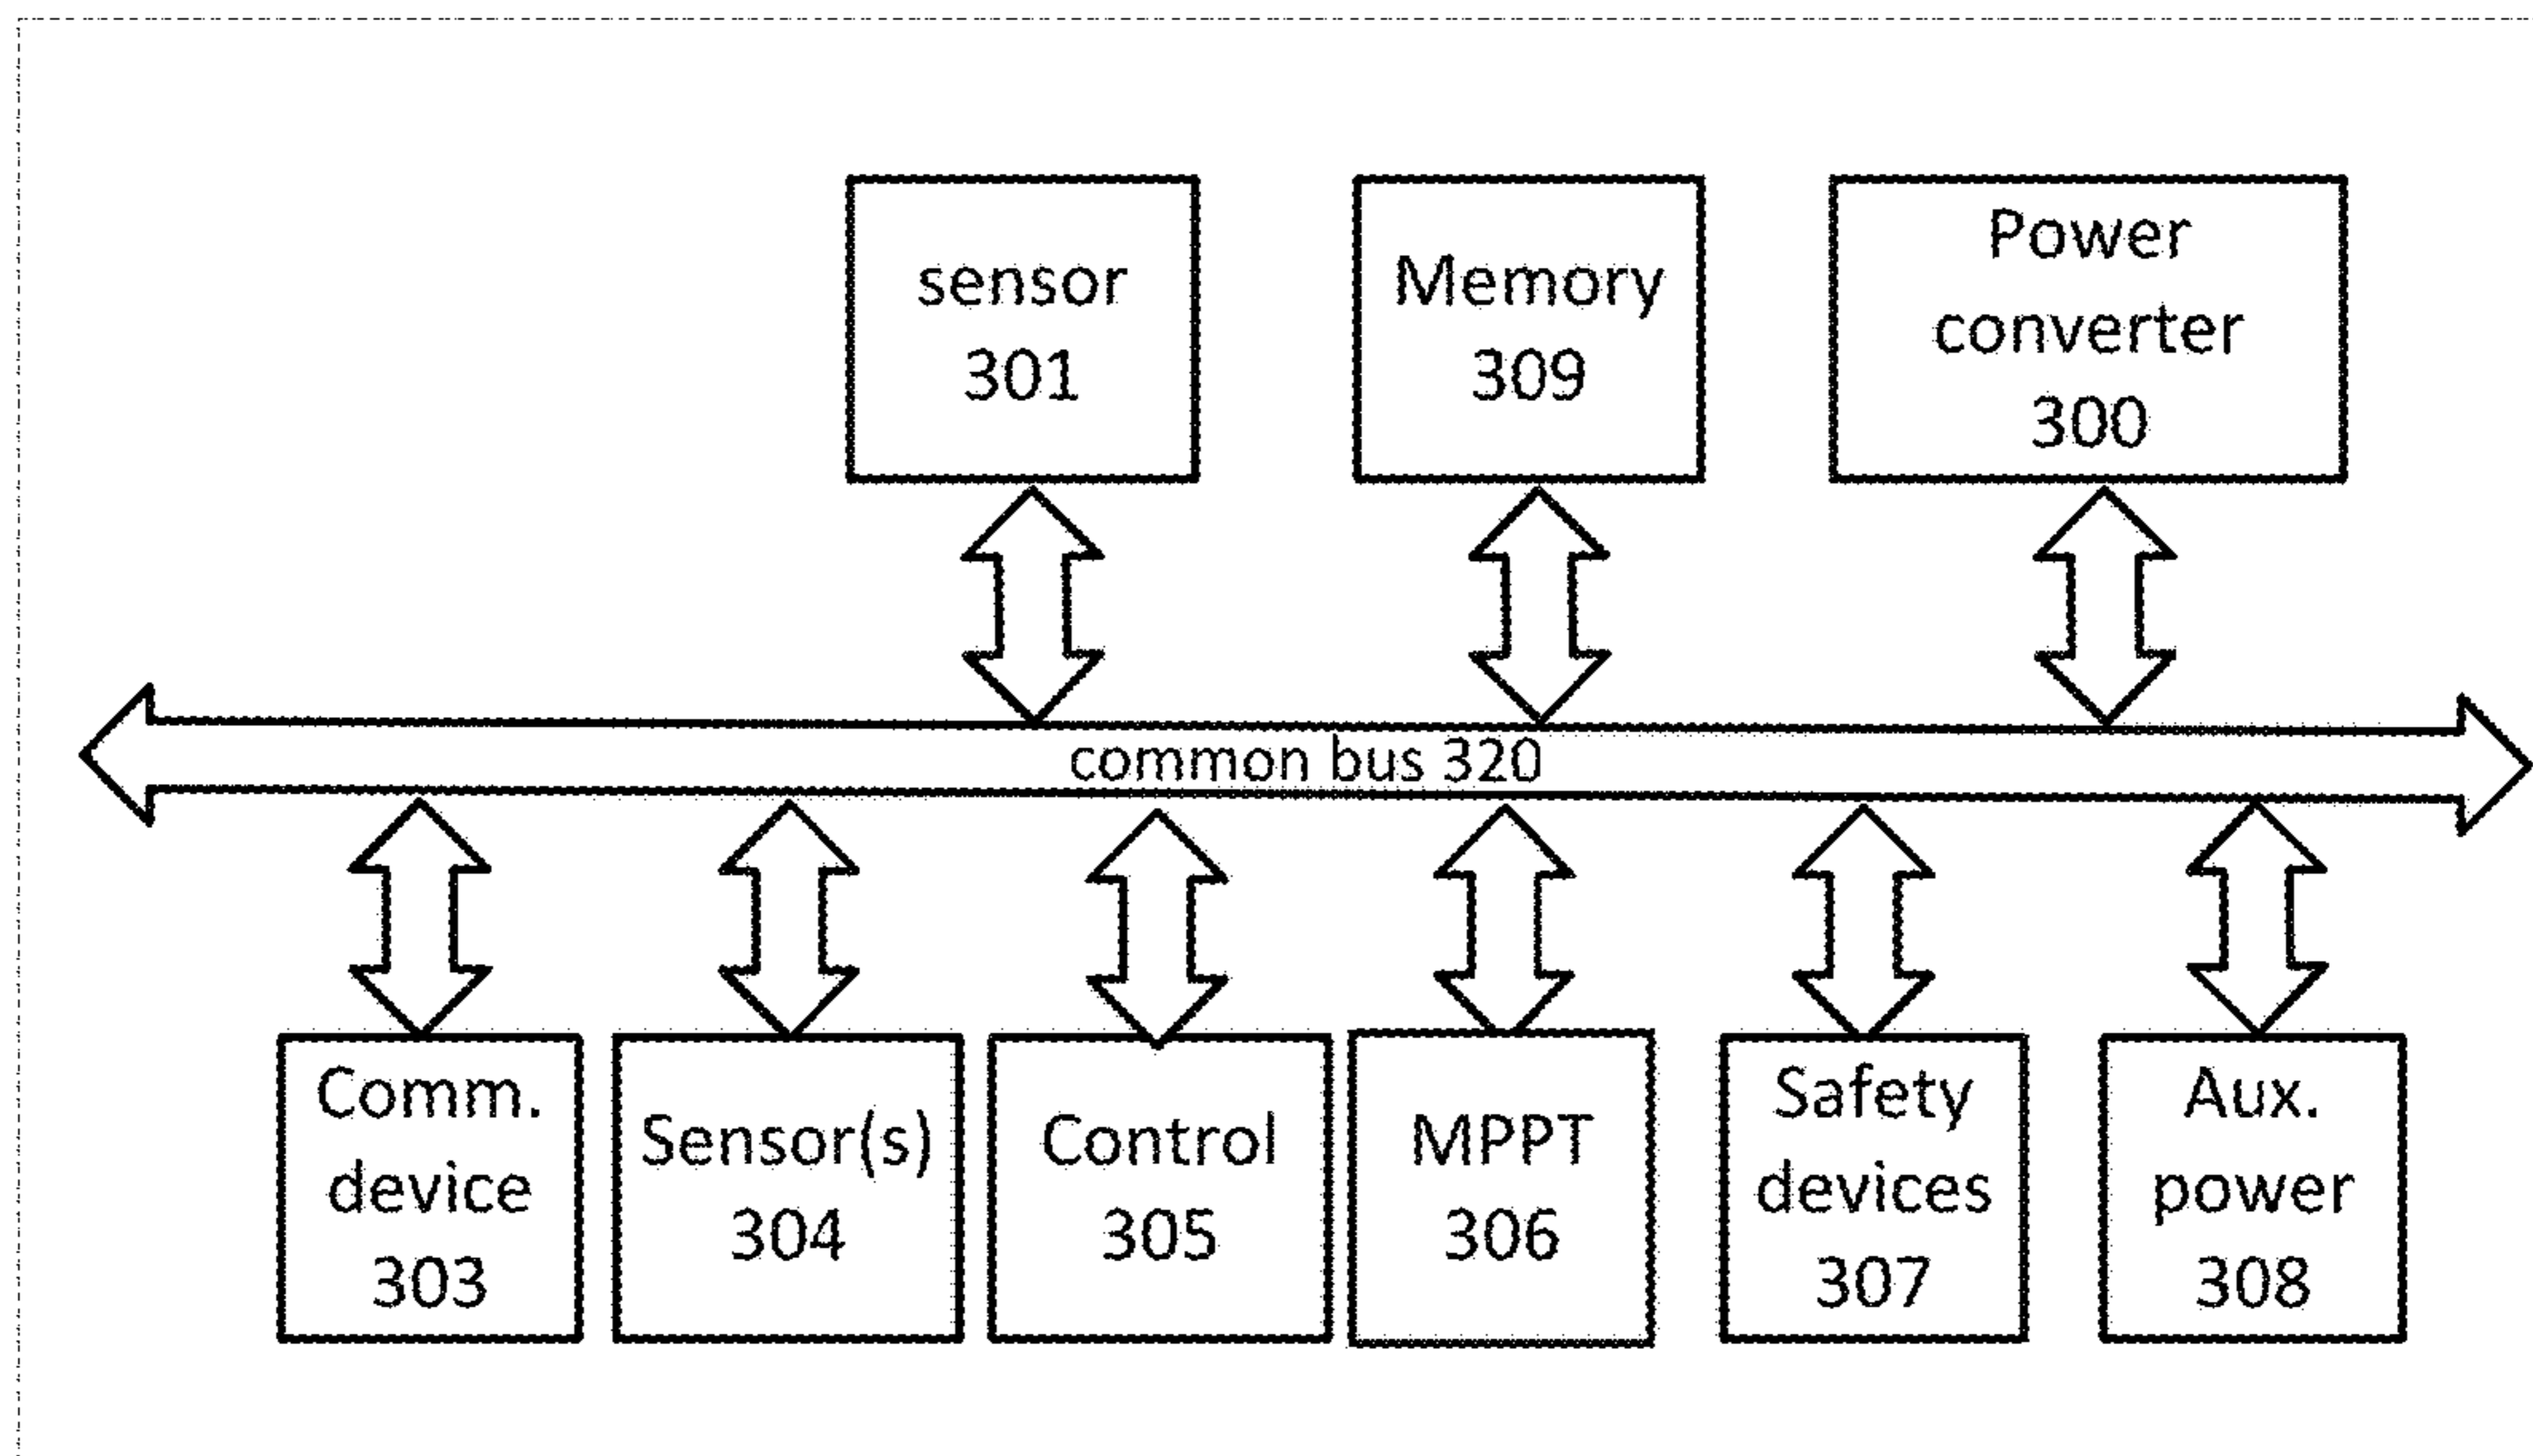 sensor
301
Memory
309
Power
converter
300
common bus 320
Comm.
device
303
Sensor(s)
304
Control
305
MPPT
306
Safety
devices
307
Aux.
power
308